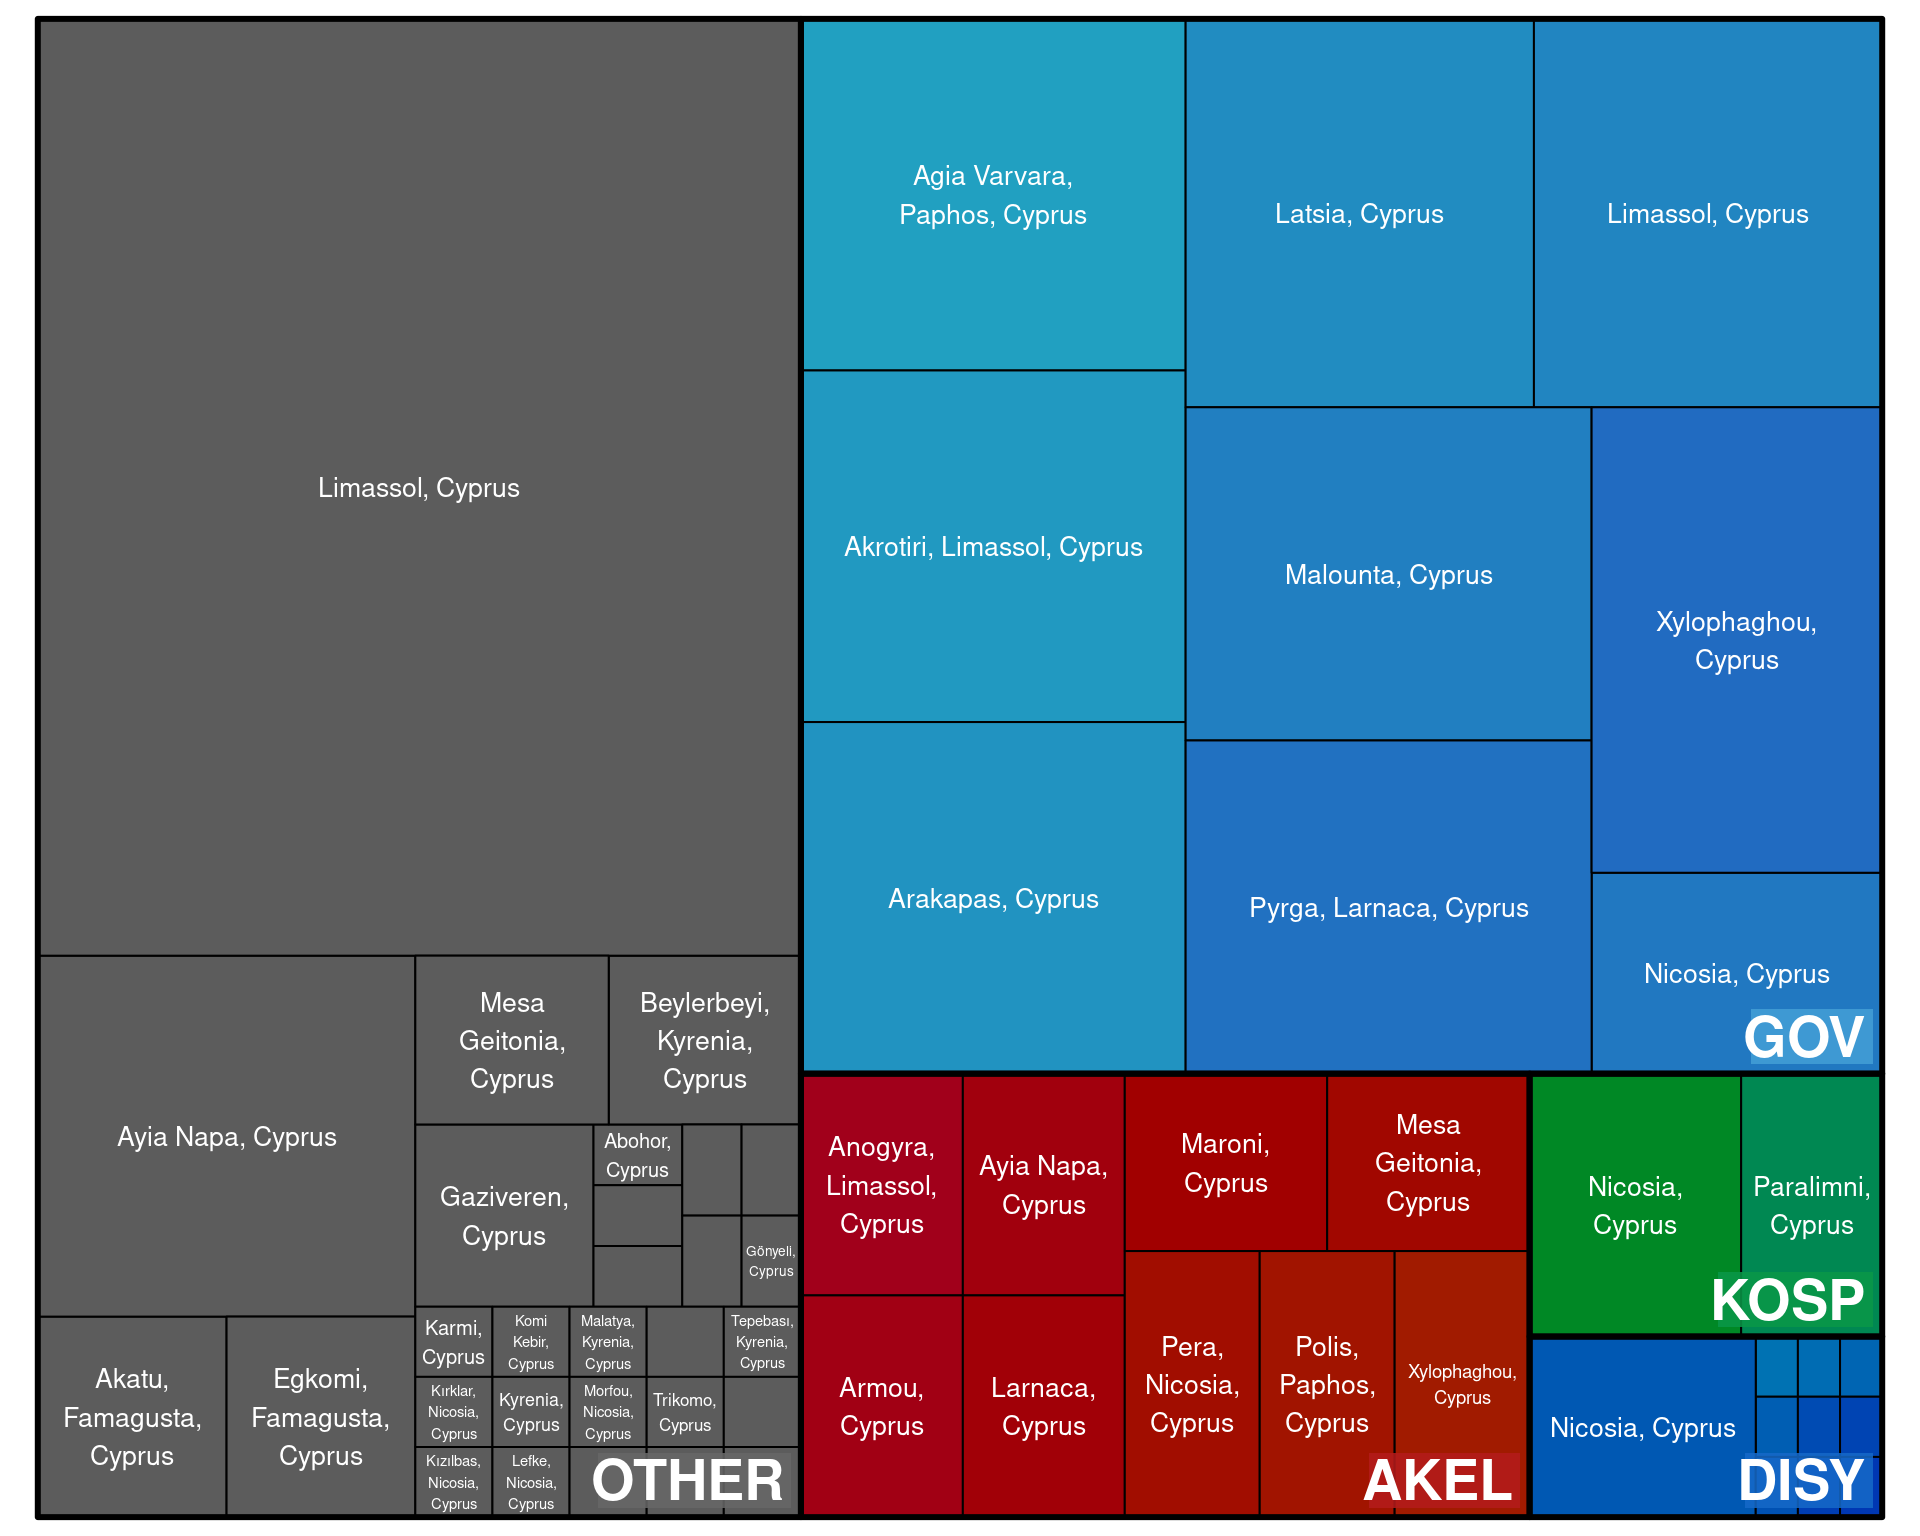 Limassol, Cyprus
Ayia Napa, Cyprus
Mesa
Geitonia,
Cyprus
Beylerbeyi,
Kyrenia,
Cyprus
Gaziveren,
Cyprus
Abohor,
Cyprus
Gönyeli,
Cyprus
Akatu,
Famagusta,
Cyprus
Egkomi,
Famagusta,
Cyprus
Karmi,
Cyprus
Komi
Kebir,
Cyprus
Malatya,
Kyrenia,
Cyprus
Tepebası,
Kyrenia,
Cyprus
Kırklar,
Nicosia,
Cyprus
Kyrenia,
Cyprus
Morfou,
Nicosia,
Cyprus
Trikomo,
Cyprus
Kızılbas,
Nicosia,
Cyprus
Lefke,
Nicosia,
Cyprus
OTHER
Agia Varvara,
Paphos, Cyprus
Latsia, Cyprus
Limassol, Cyprus
Akrotiri, Limassol, Cyprus
Malounta, Cyprus
Xylophaghou,
Cyprus
Arakapas, Cyprus
Pyrga, Larnaca, Cyprus
Nicosia, Cyprus
GOV
Anogyra,
Limassol,
Cyprus
Ayia Napa,
Cyprus
Maroni,
Cyprus
Mesa
Geitonia,
Cyprus
Armou,
Cyprus
Larnaca,
Cyprus
Pera,
Nicosia,
Cyprus
Polis,
Paphos,
Cyprus
Xylophaghou,
Cyprus
AKEL
Nicosia,
Cyprus
Paralimni,
Cyprus
KOSP
Nicosia, Cyprus
DISY